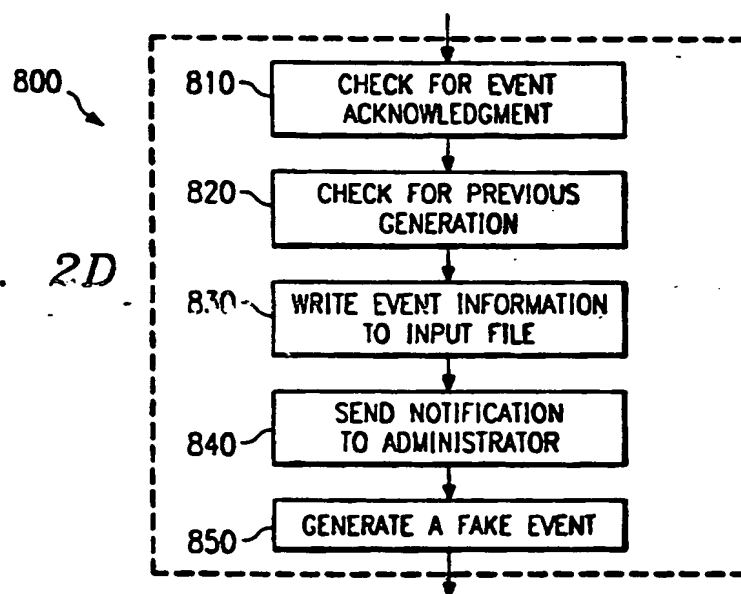 800
810
CHECK FOR EVENT
ACKNOWLEDGMENT
820
CHECK FOR PREVIOUS
GENERATION
2D
830
WRITE EVENT INFORMATION
TO INPUT FILE
SEND NOTIFICATION
TO ADMINISTRATOR
840
GENERATE A FAKE EVENT
850